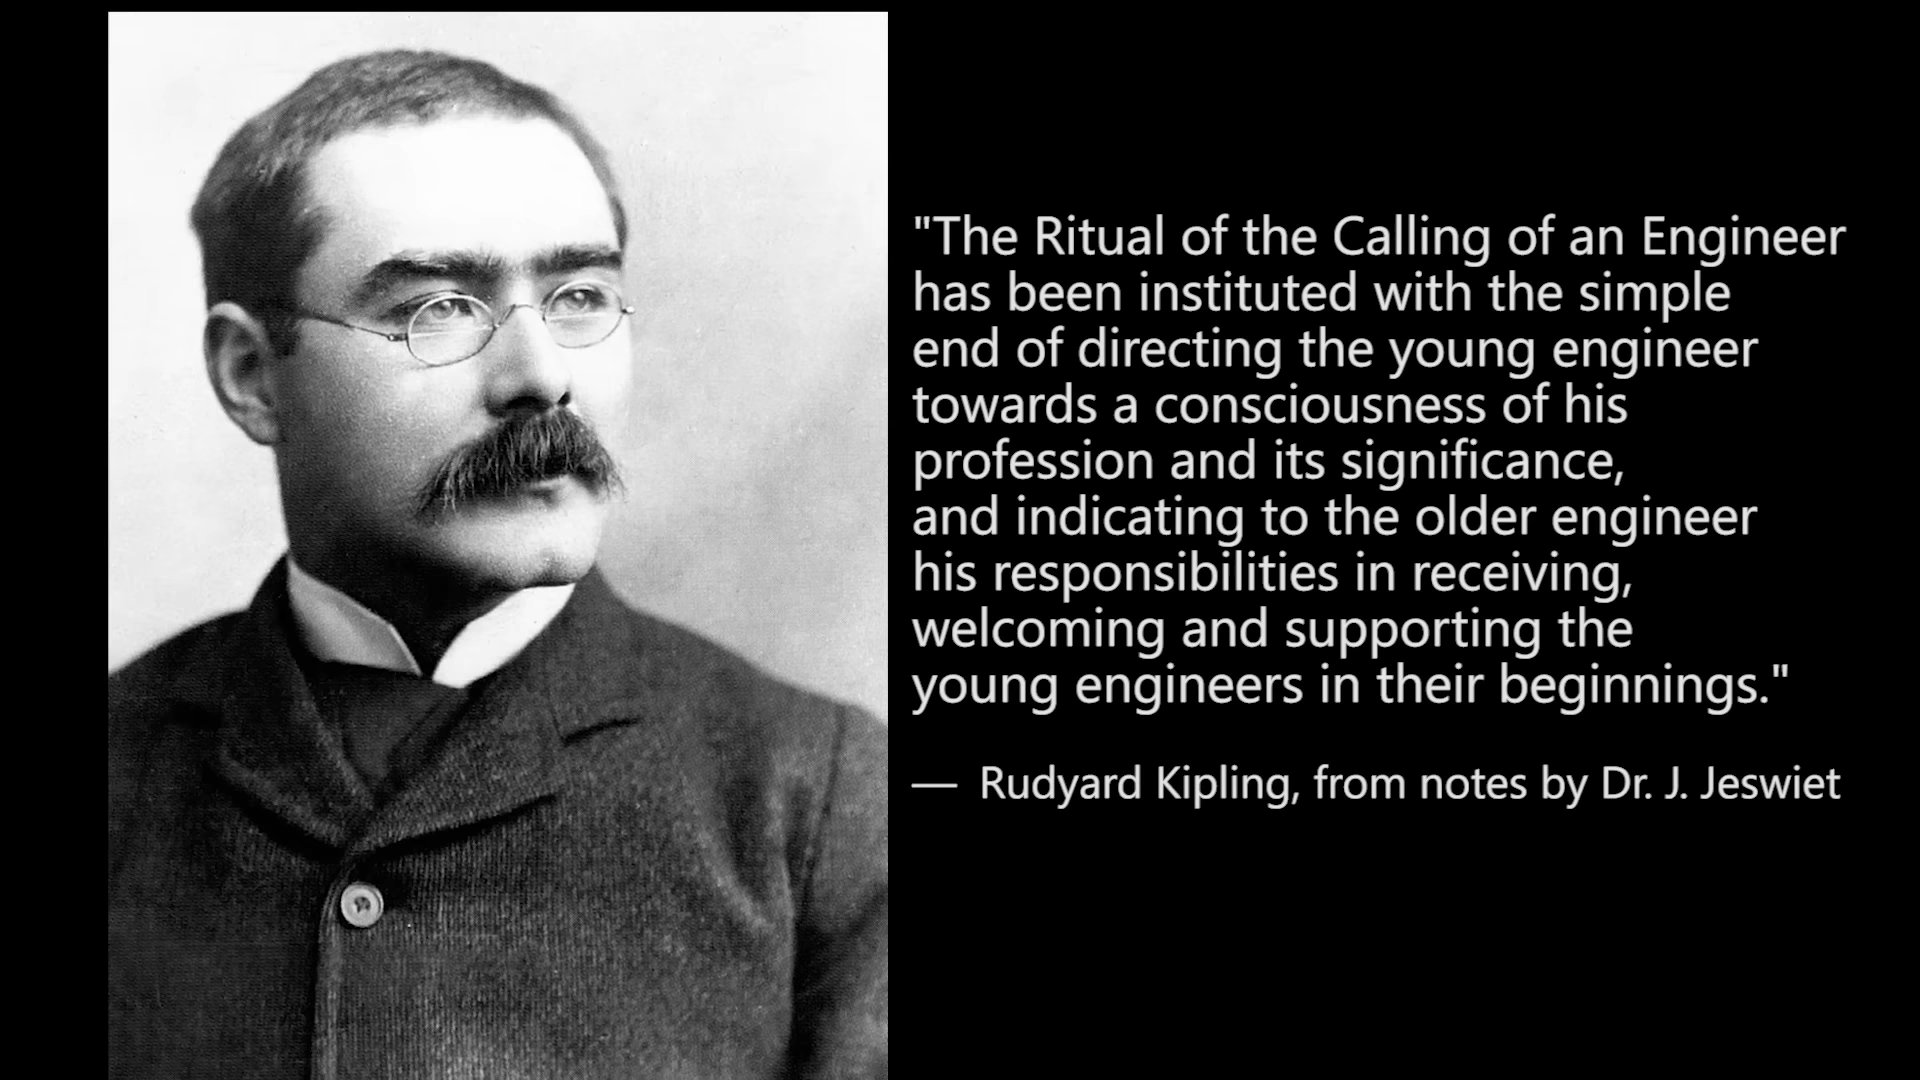 "The Ritual of the Calling of an Engineer
has been instituted with the simple
end of directing the young engineer
towards a consciousness of his
profession and its significance,
and indicating to the older engineer
his responsibilities in receiving,
welcoming and supporting the
young engineers in their beginnings."
— Rudyard Kipling, from notes by Dr. J. Jeswiet